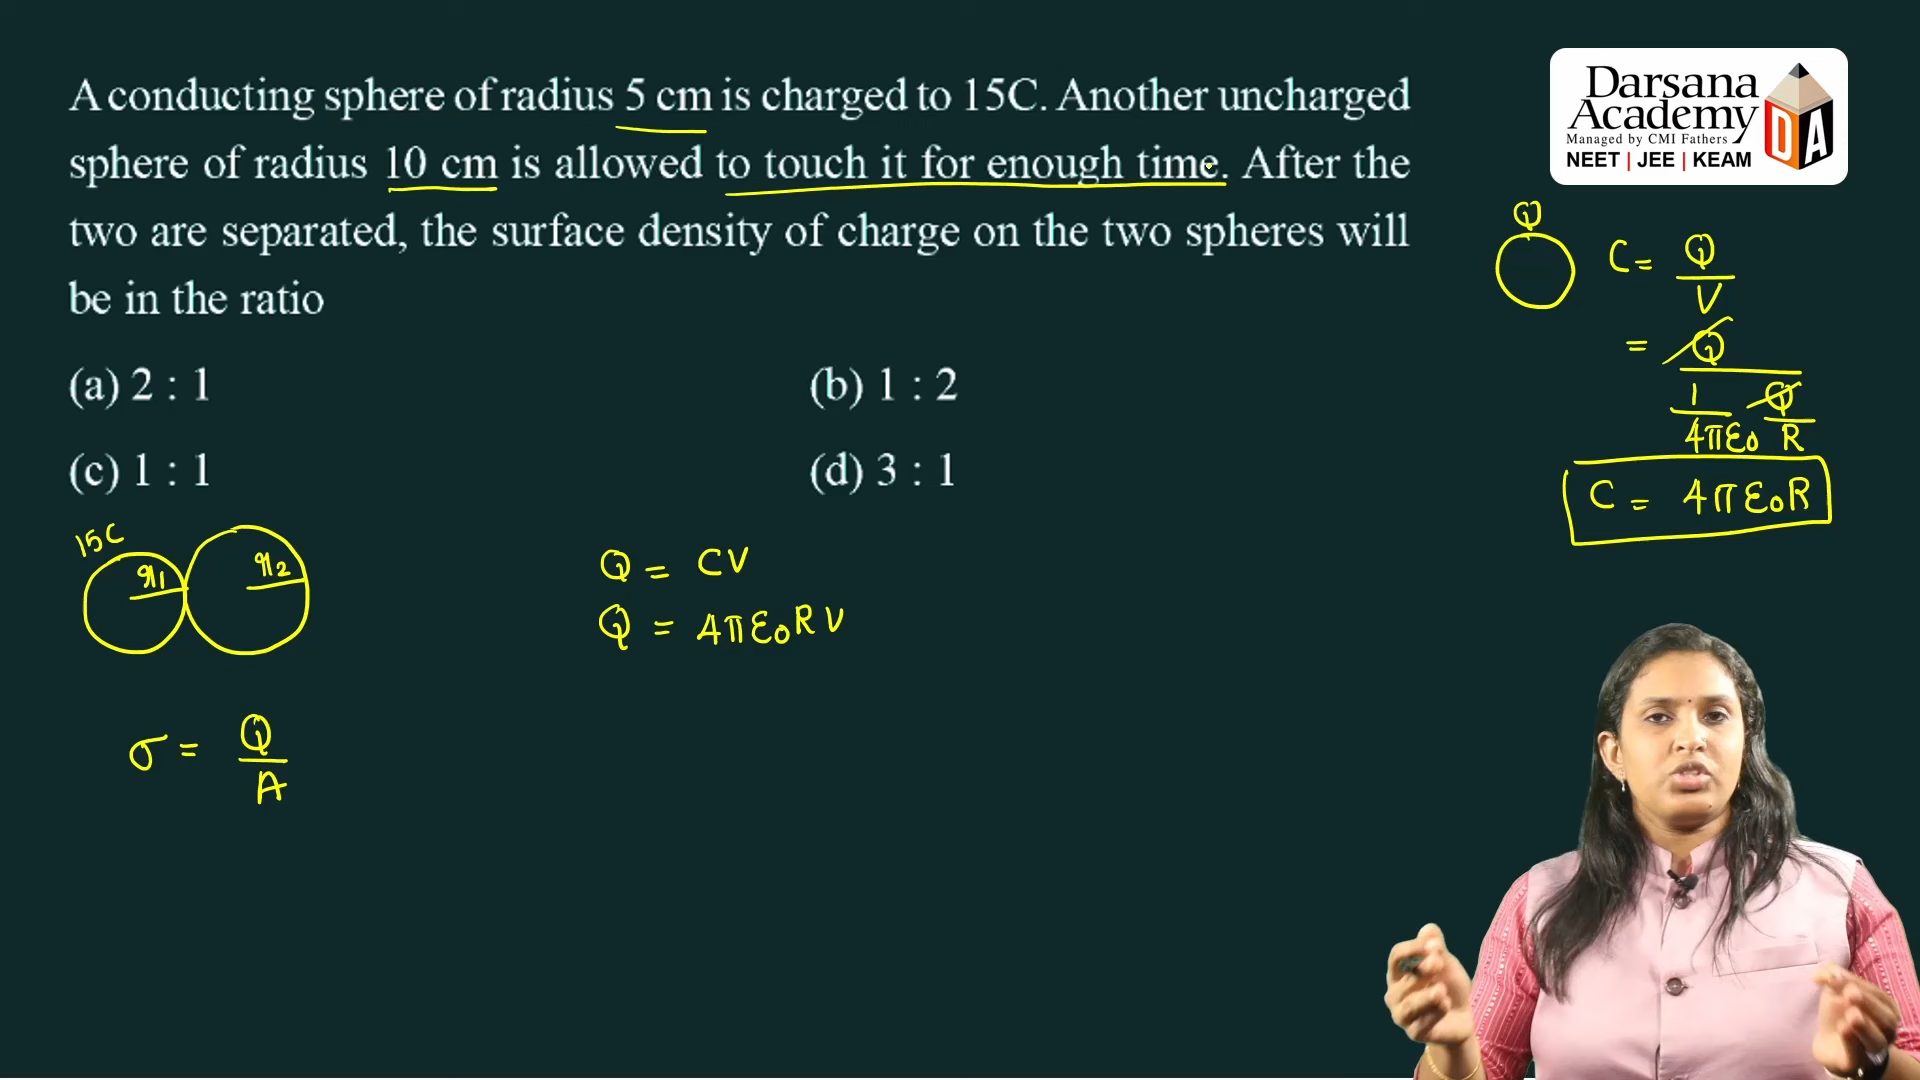 A conducting sphere of radius 5 cm is charged to 15C. Another uncharged
sphere of radius 10 cm is allowed to touch it for enough time. After the
two are separated, the surface density of charge on the two spheres will
be in the ratio
(a) 2 : 1
(b) 1 : 2
(c) 1 : 1
(d) 3 : 1
Darsana
Academy
Managed by CMI Fathers
NEET | JEE | KEAM
DA
Q
C = Q
V
= Q
1 Q
4πε₀ R
C = 4πε₀R
15C
r₁ r₂
Q = CV
Q = 4πε₀RV
σ = Q
A